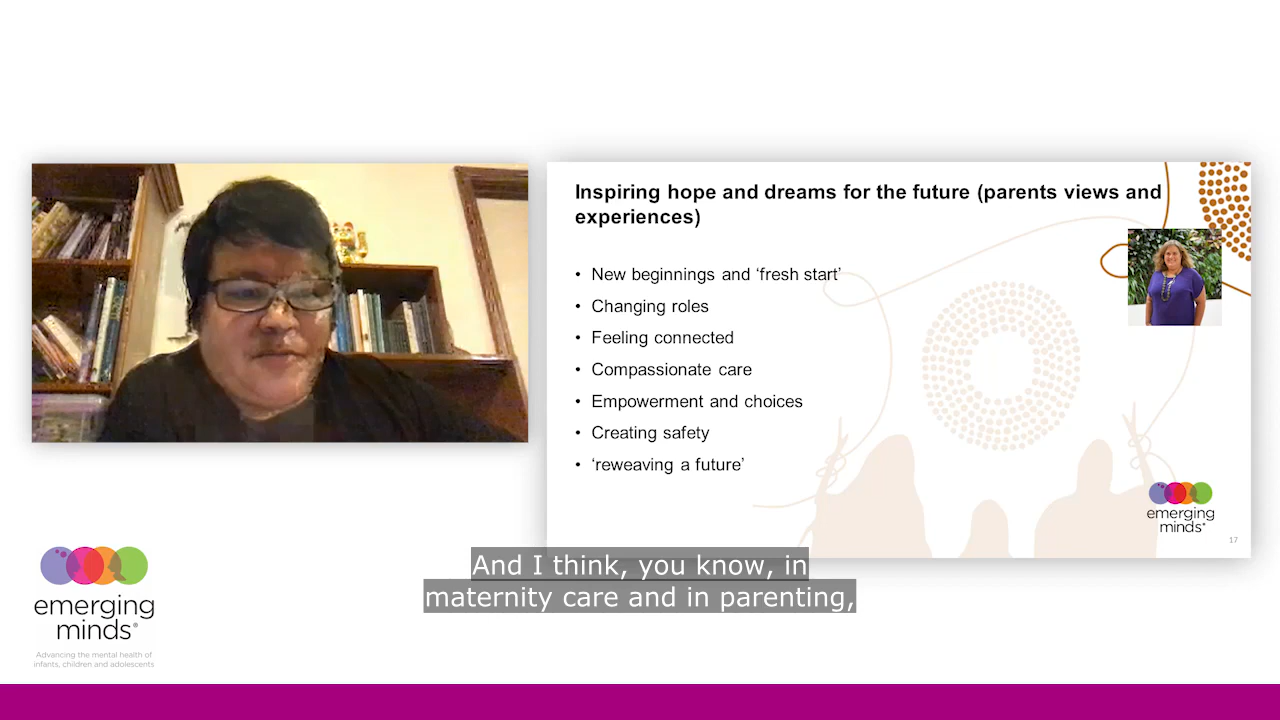 Inspiring hope and dreams for the future (parents views and
experiences)
• New beginnings and ‘fresh start’
• Changing roles
• Feeling connected
• Compassionate care
• Empowerment and choices
• Creating safety
• ‘reweaving a future’
emerging
minds®
17
And I think, you know, in
maternity care and in parenting,
emerging
minds®
Advancing the mental health of
infants, children and adolescents